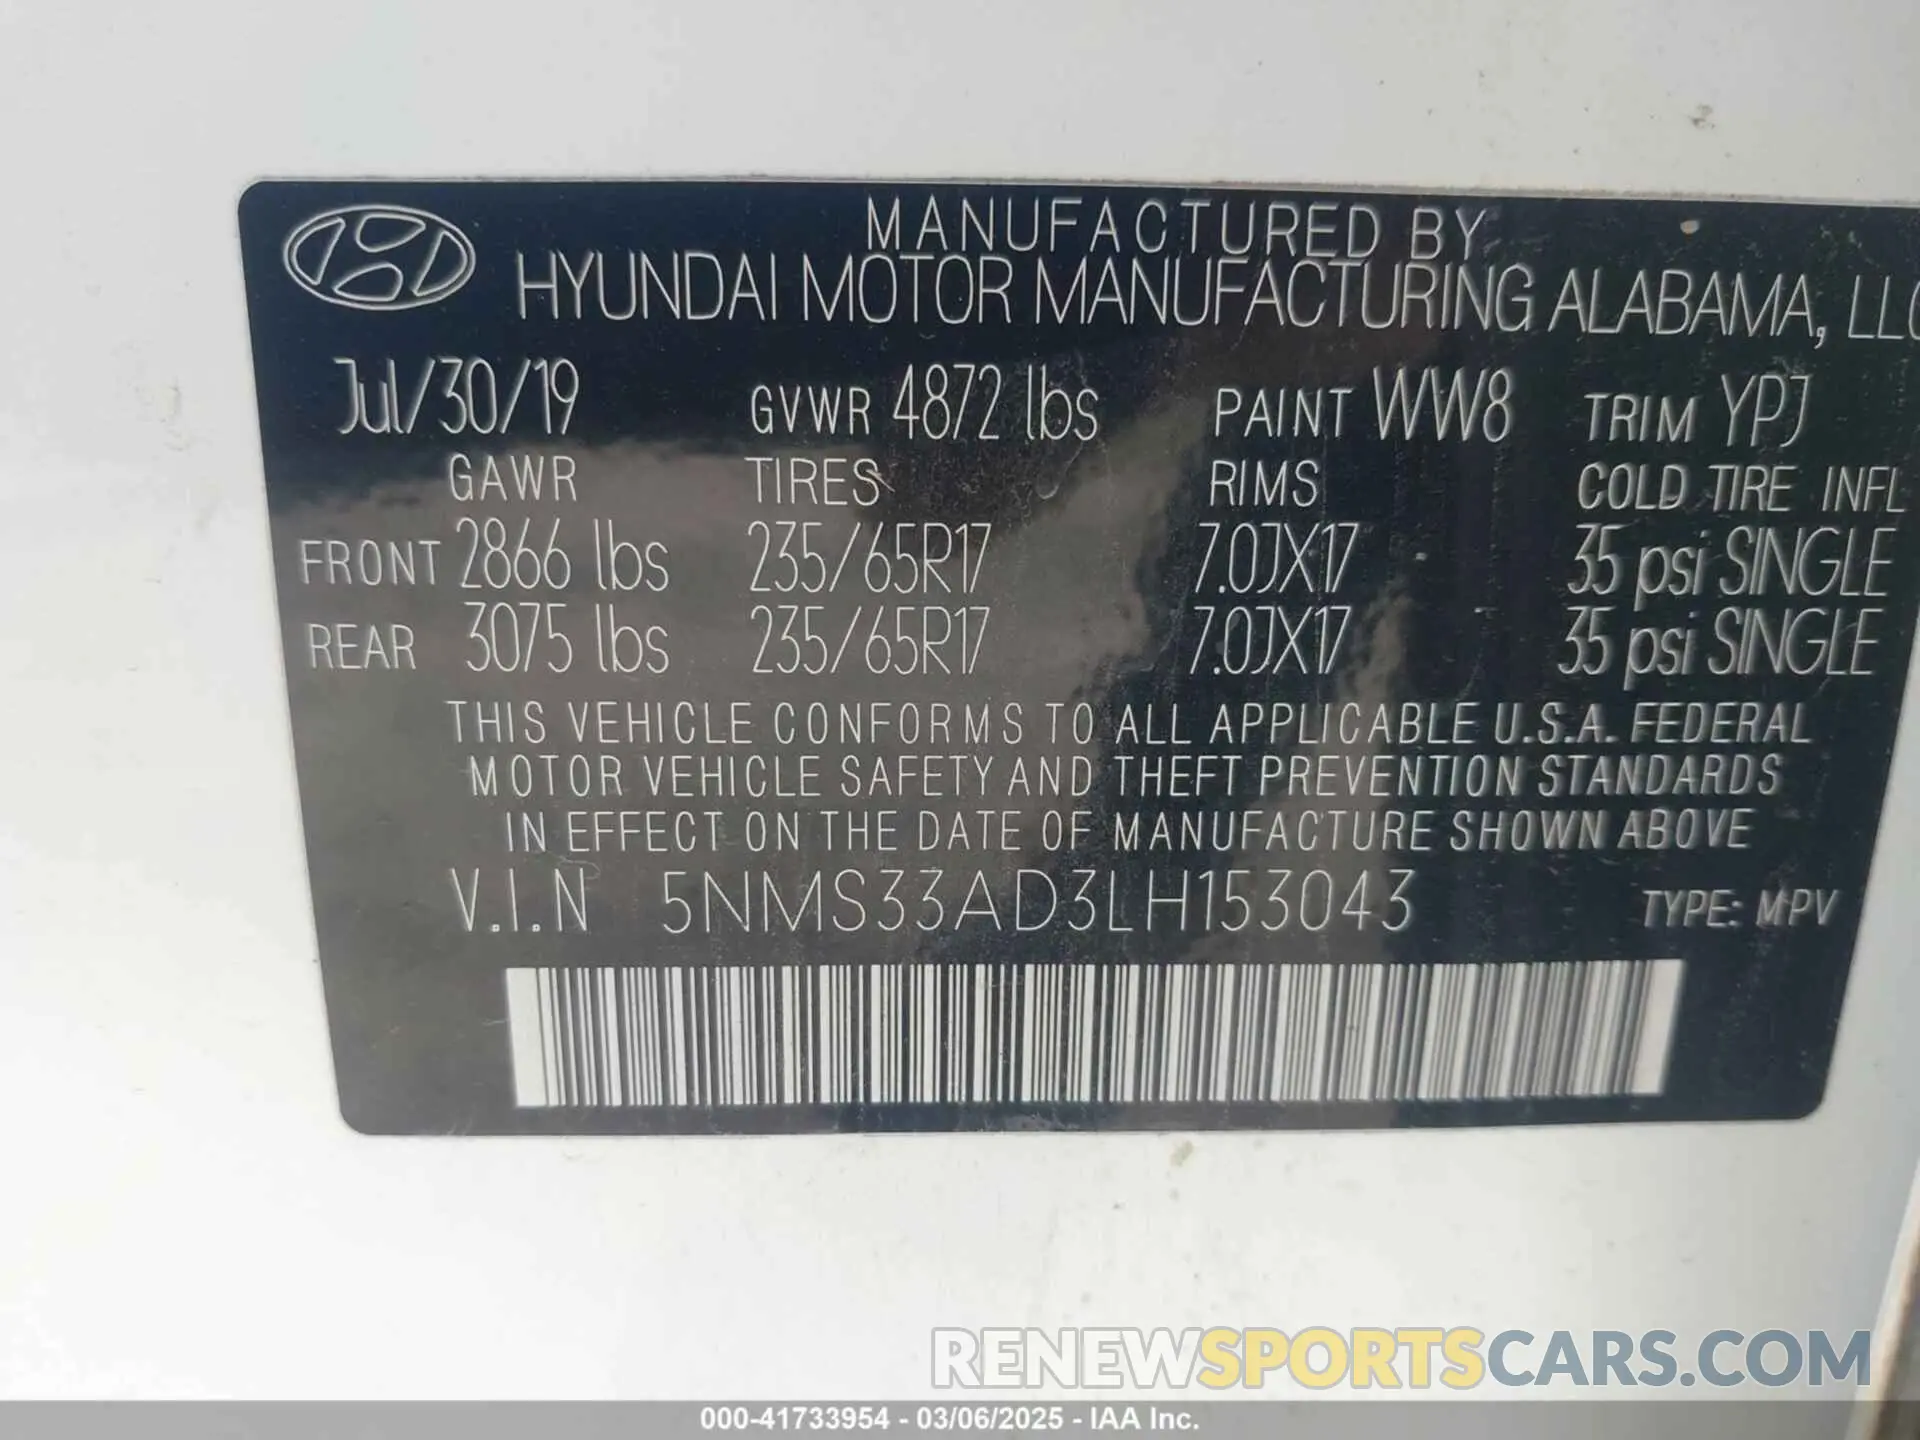 MANUFACTURED BY
HYUNDAI MOTOR MANUFACTURING ALABAMA, LLC
Jul/30/19 GVWR 4872 lbs PAINT WW8 TRIM YPJ
GAWR TIRES RIMS COLD TIRE INFL
FRONT 2866 lbs 235/65R17 7.0JX17 35 psi SINGLE
REAR 3075 lbs 235/65R17 7.0JX17 35 psi SINGLE
THIS VEHICLE CONFORMS TO ALL APPLICABLE U.S.A. FEDERAL
MOTOR VEHICLE SAFETY AND THEFT PREVENTION STANDARDS
IN EFFECT ON THE DATE OF MANUFACTURE SHOWN ABOVE
V.I.N 5NMS33AD3LH153043 TYPE: MPV
RENEWSPORTSCARS.COM
000-41733954 - 03/06/2025 - IAA Inc.